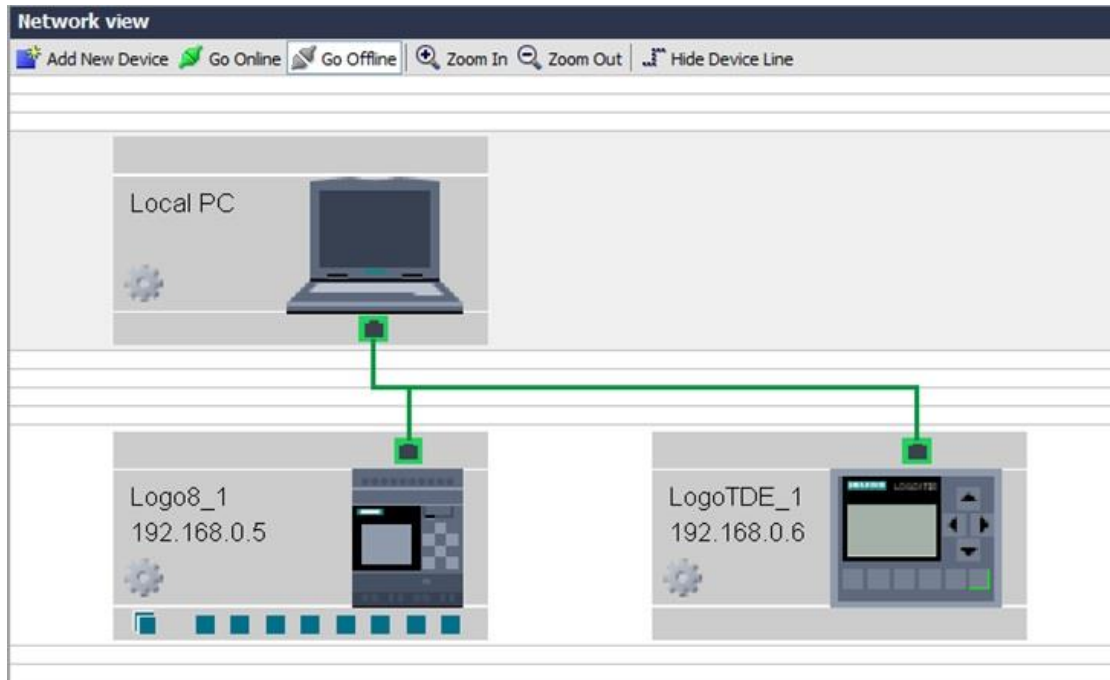 Network view
Add New Device Go Online Go Offline Zoom In Zoom Out Hide Device Line
Local PC
Logo8_1
192.168.0.5
LogoTDE_1
192.168.0.6